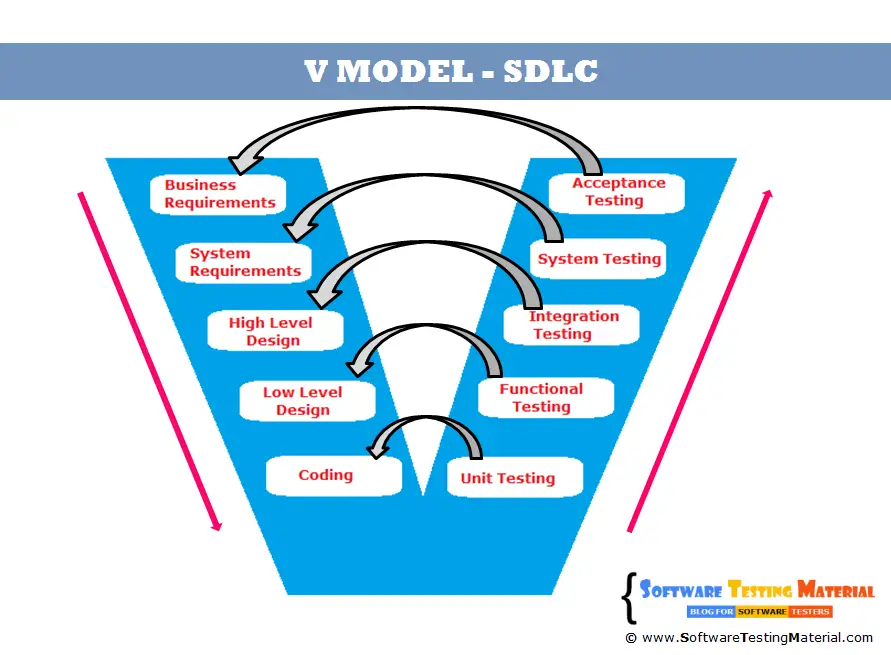 V MODEL - SDLC
Business
Requirements
Acceptance
Testing
System
Requirements
System Testing
High Level
Design
Integration
Testing
Low Level
Design
Functional
Testing
Coding
Unit Testing
SOFTWARE TESTING MATERIAL
BLOG FOR SOFTWARE TESTERS
© www.SoftwareTestingMaterial.com